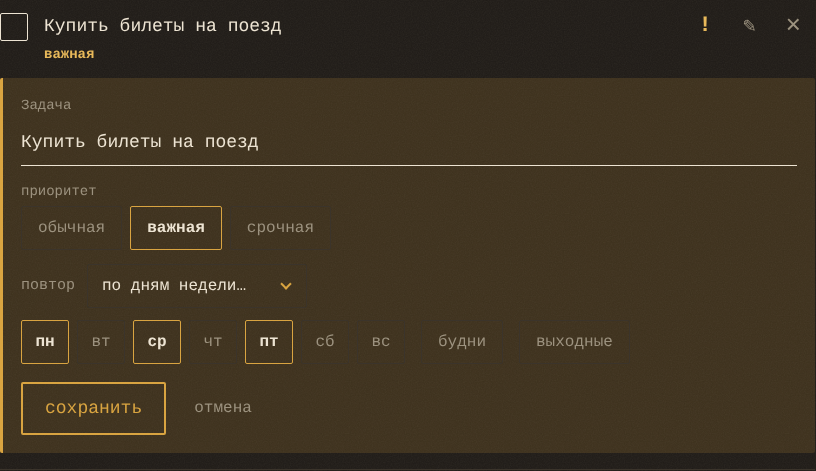 Купить билеты на поезд ! ✎ ✕
важная
Задача
Купить билеты на поезд
приоритет
обычная важная срочная
повтор по дням недели…
пн вт ср чт пт сб вс будни выходные
сохранить отмена